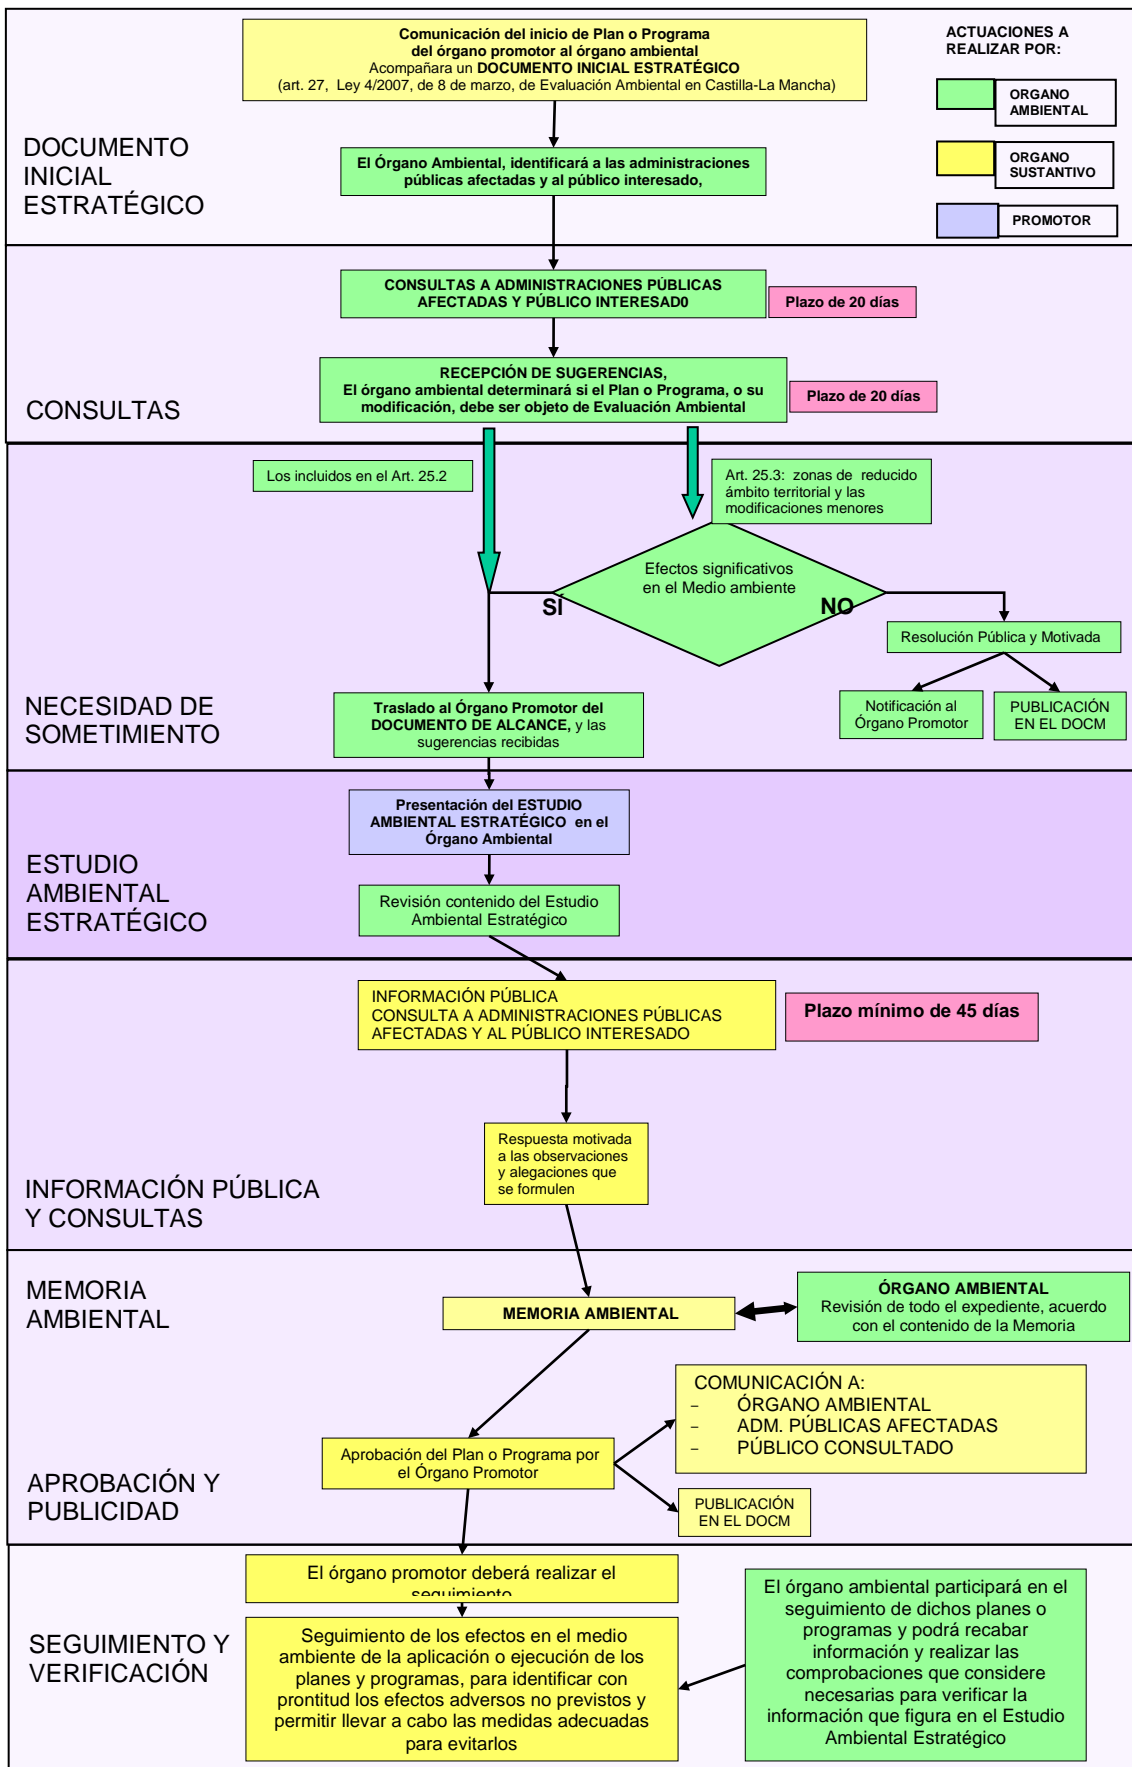 Comunicación del inicio de Plan o Programa
del órgano promotor al órgano ambiental
Acompañara un DOCUMENTO INICIAL ESTRATÉGICO
(art. 27, Ley 4/2007, de 8 de marzo, de Evaluación Ambiental en Castilla-La Mancha)
ACTUACIONES A
REALIZAR POR:
ORGANO
AMBIENTAL
ORGANO
SUSTANTIVO
PROMOTOR
DOCUMENTO
INICIAL
ESTRATÉGICO
El Órgano Ambiental, identificará a las administraciones
públicas afectadas y al público interesado,
CONSULTAS A ADMINISTRACIONES PÚBLICAS
AFECTADAS Y PÚBLICO INTERESAD0
Plazo de 20 días
RECEPCIÓN DE SUGERENCIAS,
El órgano ambiental determinará si el Plan o Programa, o su
modificación, debe ser objeto de Evaluación Ambiental
Plazo de 20 días
CONSULTAS
Los incluidos en el Art. 25.2
Art. 25.3: zonas de reducido
ámbito territorial y las
modificaciones menores
Efectos significativos
en el Medio ambiente
SÍ
NO
Resolución Pública y Motivada
Notificación al
Órgano Promotor
PUBLICACIÓN
EN EL DOCM
NECESIDAD DE
SOMETIMIENTO
Traslado al Órgano Promotor del
DOCUMENTO DE ALCANCE, y las
sugerencias recibidas
Presentación del ESTUDIO
AMBIENTAL ESTRATÉGICO en el
Órgano Ambiental
ESTUDIO
AMBIENTAL
ESTRATÉGICO
Revisión contenido del Estudio
Ambiental Estratégico
INFORMACIÓN PÚBLICA
CONSULTA A ADMINISTRACIONES PÚBLICAS
AFECTADAS Y AL PÚBLICO INTERESADO
Plazo mínimo de 45 días
Respuesta motivada
a las observaciones
y alegaciones que
se formulen
INFORMACIÓN PÚBLICA
Y CONSULTAS
MEMORIA
AMBIENTAL
MEMORIA AMBIENTAL
ÓRGANO AMBIENTAL
Revisión de todo el expediente, acuerdo
con el contenido de la Memoria
COMUNICACIÓN A:
- ÓRGANO AMBIENTAL
- ADM. PÚBLICAS AFECTADAS
- PÚBLICO CONSULTADO
Aprobación del Plan o Programa por
el Órgano Promotor
PUBLICACIÓN
EN EL DOCM
APROBACIÓN Y
PUBLICIDAD
El órgano promotor deberá realizar el
seguimiento
SEGUIMIENTO Y
VERIFICACIÓN
Seguimiento de los efectos en el medio
ambiente de la aplicación o ejecución de los
planes y programas, para identificar con
prontitud los efectos adversos no previstos y
permitir llevar a cabo las medidas adecuadas
para evitarlos
El órgano ambiental participará en el
seguimiento de dichos planes o
programas y podrá recabar
información y realizar las
comprobaciones que considere
necesarias para verificar la
información que figura en el Estudio
Ambiental Estratégico